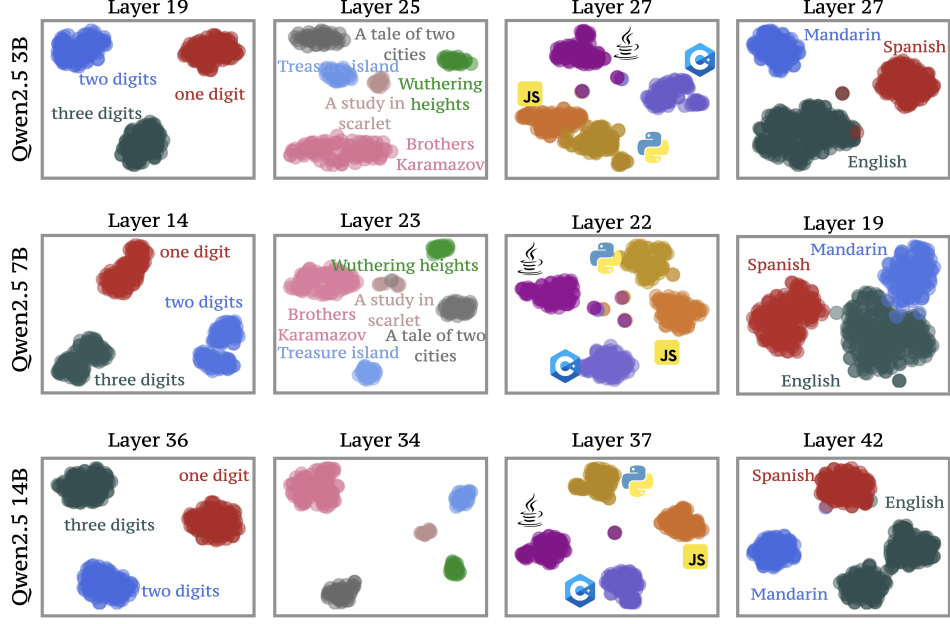 Layer 19
Layer 25
Layer 27
Layer 27
Qwen2.5 3B
two digits
one digit
three digits
A tale of two
cities
Treasure island
Wuthering
heights
A study in
scarlet
Brothers
Karamazov
JS
Mandarin
Spanish
English
Layer 14
Layer 23
Layer 22
Layer 19
Qwen2.5 7B
one digit
two digits
three digits
Wuthering heights
A study in
scarlet
Brothers
Karamazov
A tale of two
cities
Treasure island
JS
Mandarin
Spanish
English
Layer 36
Layer 34
Layer 37
Layer 42
Qwen2.5 14B
one digit
three digits
two digits
JS
Spanish
English
Mandarin